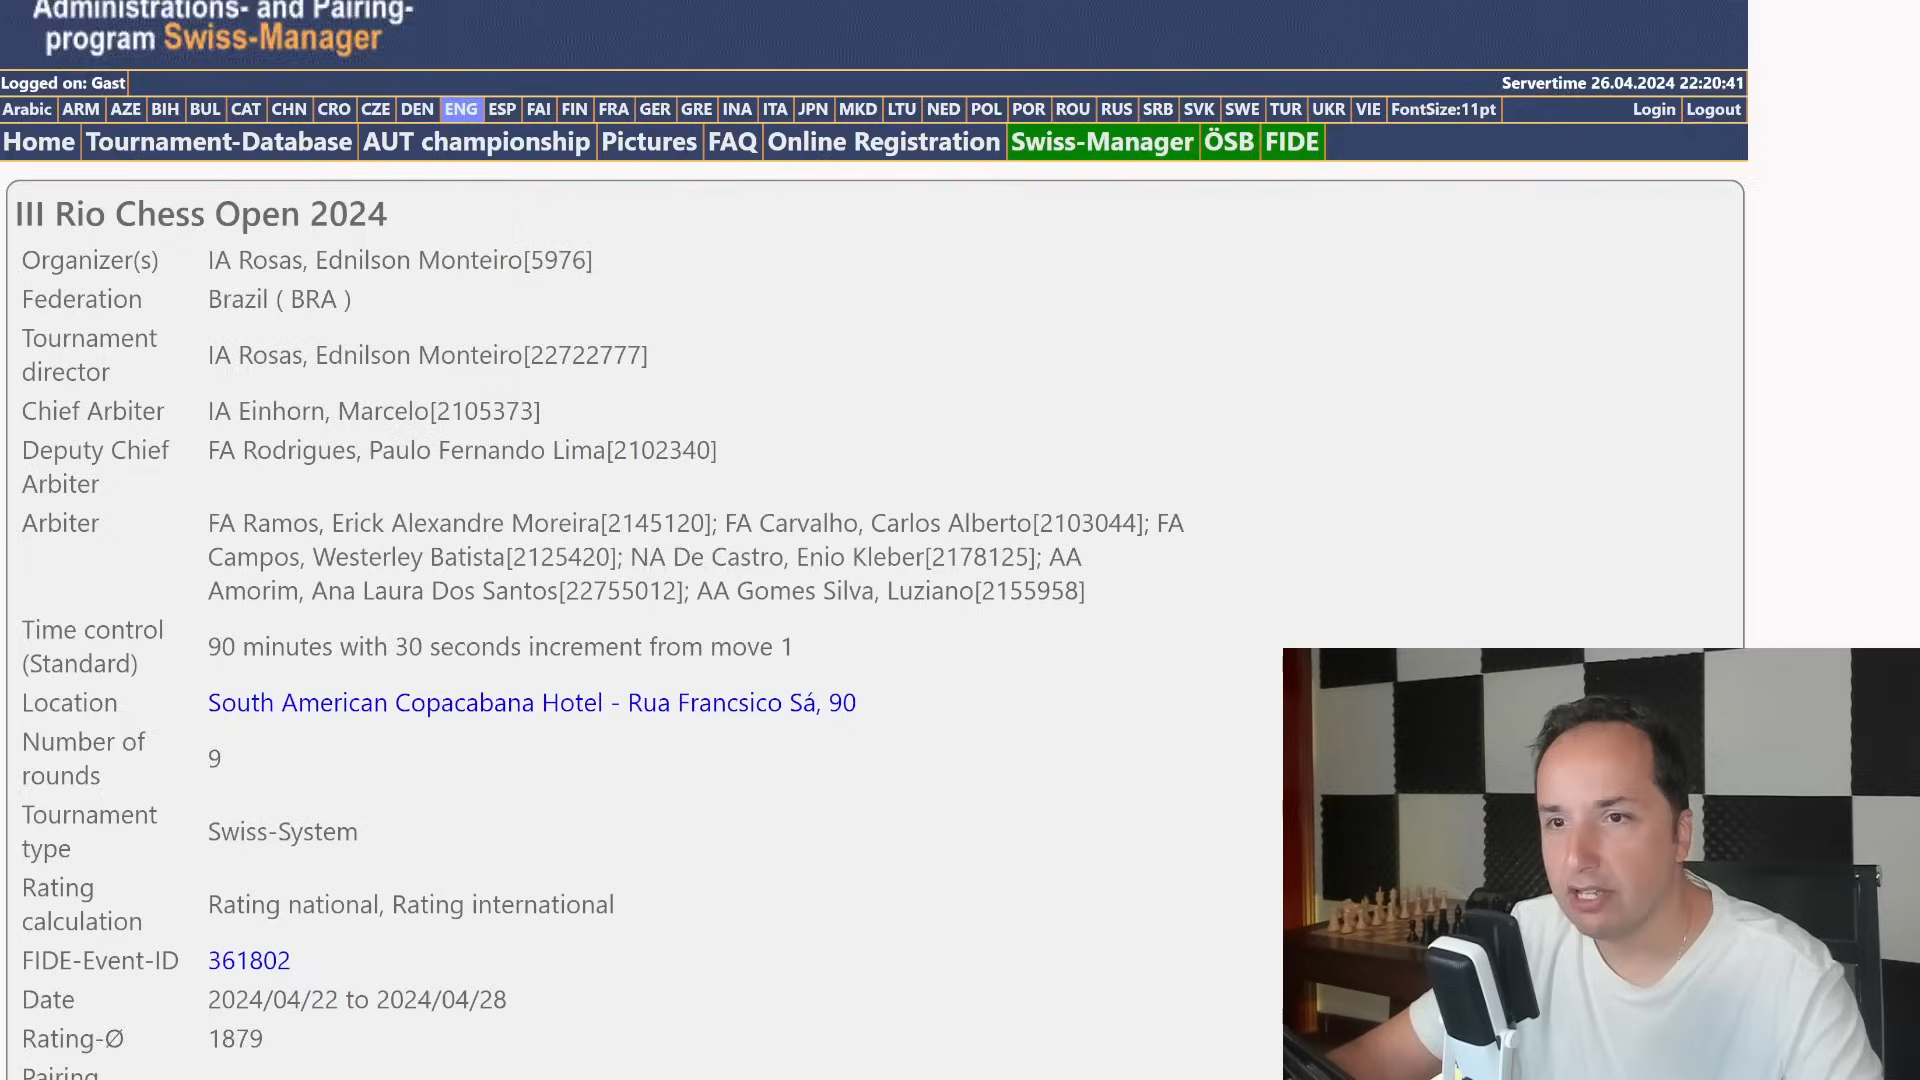 Administrations- and Pairing-
program Swiss-Manager
Logged on: Gast
Servertime 26.04.2024 22:20:41
Arabic ARM AZE BIH BUL CAT CHN CRO CZE DEN ENG ESP FAI FIN FRA GER GRE INA ITA JPN MKD LTU NED POL POR ROU RUS SRB SVK SWE TUR UKR VIE FontSize:11pt Login Logout
Home Tournament-Database AUT championship Pictures FAQ Online Registration Swiss-Manager ÖSB FIDE
III Rio Chess Open 2024
Organizer(s) IA Rosas, Ednilson Monteiro[5976]
Federation Brazil ( BRA )
Tournament
director
IA Rosas, Ednilson Monteiro[22722777]
Chief Arbiter IA Einhorn, Marcelo[2105373]
Deputy Chief
Arbiter
FA Rodrigues, Paulo Fernando Lima[2102340]
Arbiter FA Ramos, Erick Alexandre Moreira[2145120]; FA Carvalho, Carlos Alberto[2103044]; FA
Campos, Westerley Batista[2125420]; NA De Castro, Enio Kleber[2178125]; AA
Amorim, Ana Laura Dos Santos[22755012]; AA Gomes Silva, Luziano[2155958]
Time control
(Standard)
90 minutes with 30 seconds increment from move 1
Location South American Copacabana Hotel - Rua Francsico Sá, 90
Number of
rounds
9
Tournament
type
Swiss-System
Rating
calculation
Rating national, Rating international
FIDE-Event-ID 361802
Date 2024/04/22 to 2024/04/28
Rating-Ø 1879
Pairing